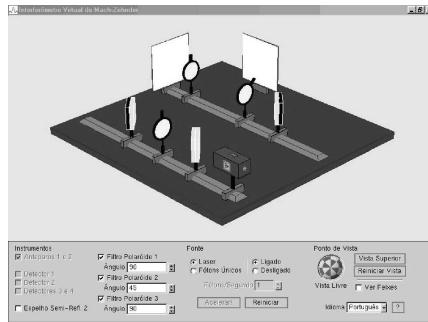 Interferômetro Virtual de Mach-Zehnder
Instrumentos
Anteparos 1 e 2
Detector 1
Detector 2
Detectores 3 e 4
Espelho Semi-Refl. 2
Filtro Polaróide 1
Ângulo 90
Filtro Polaróide 2
Ângulo 45
Filtro Polaróide 3
Ângulo 90
Fonte
Laser
Fótons Únicos
Ligado
Desligado
Fótons/Segundo 1
Acelerar!
Reiniciar
Ponto de Vista
Vista Livre
Vista Superior
Reiniciar Vista
Ver Feixes
Idioma Português ?